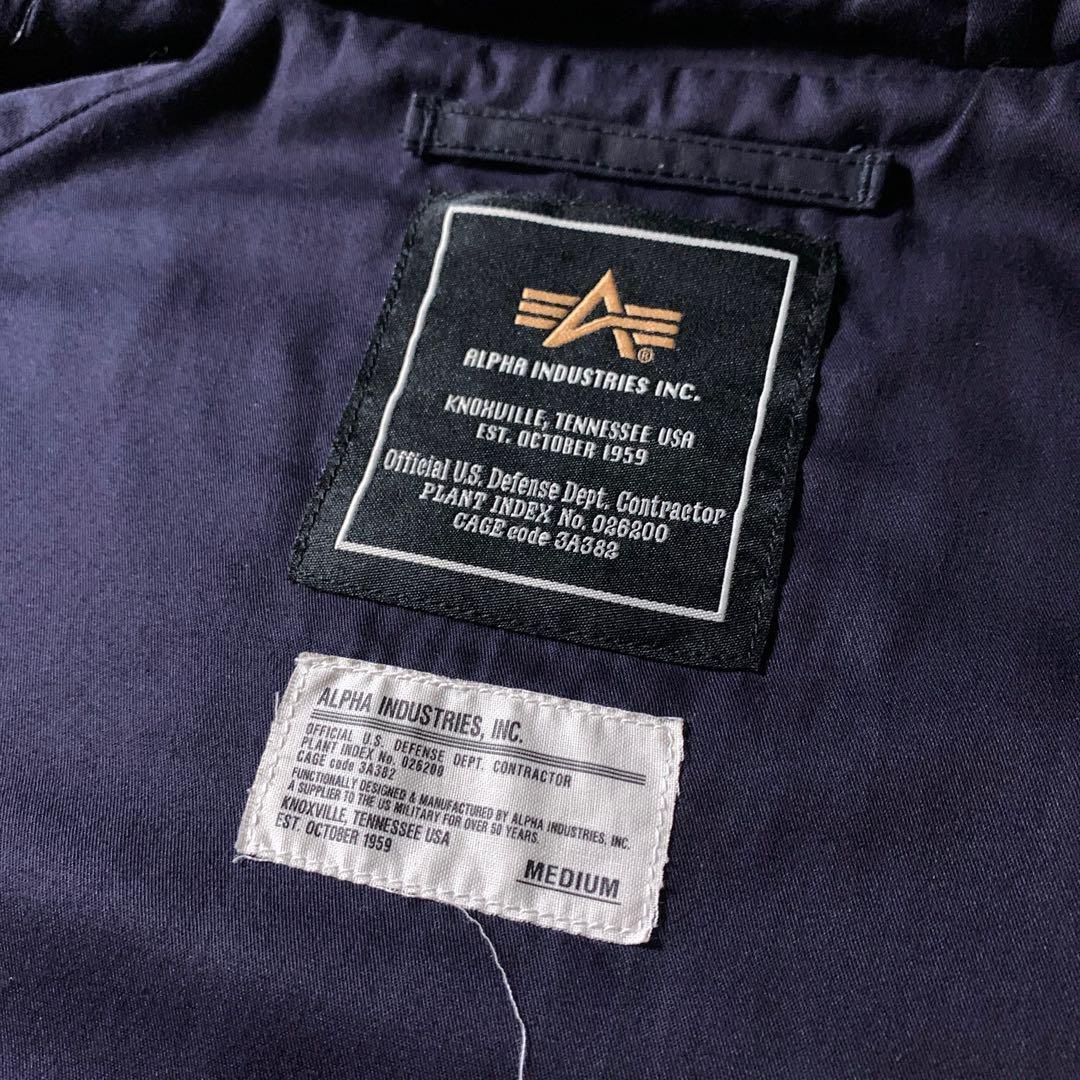 ALPHA INDUSTRIES INC.
KNOXVILLE, TENNESSEE USA
EST. OCTOBER 1959
Official U.S. Defense Dept. Contractor
PLANT INDEX No. 026200
CAGE code 3A382
ALPHA INDUSTRIES, INC.
OFFICIAL U.S. DEFENSE DEPT. CONTRACTOR
PLANT INDEX No. 026200
CAGE code 3A382
FUNCTIONALLY DESIGNED & MANUFACTURED BY ALPHA INDUSTRIES, INC.
A SUPPLIER TO THE US MILITARY FOR OVER 50 YEARS.
KNOXVILLE, TENNESSEE USA
EST. OCTOBER 1959
MEDIUM